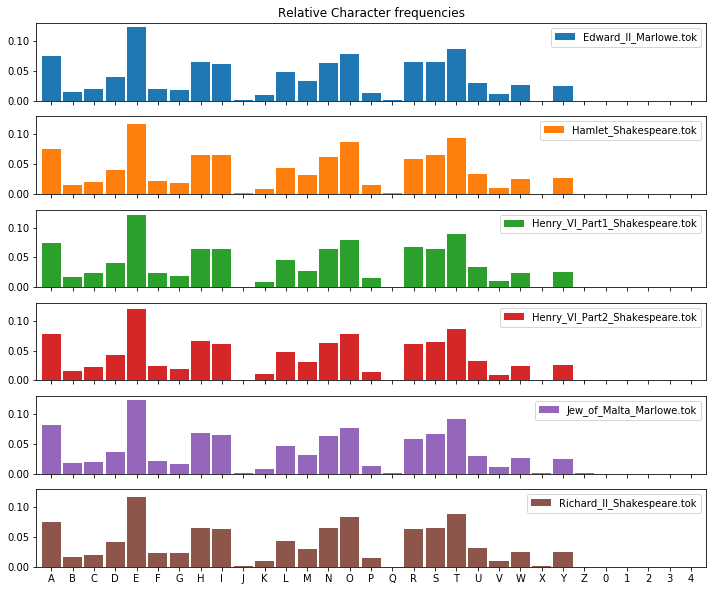 Relative Character frequencies
0.10
0.05
0.00
Edward_II_Marlowe.tok
0.10
0.05
0.00
Hamlet_Shakespeare.tok
0.10
0.05
0.00
Henry_VI_Part1_Shakespeare.tok
0.10
0.05
0.00
Henry_VI_Part2_Shakespeare.tok
0.10
0.05
0.00
Jew_of_Malta_Marlowe.tok
0.10
0.05
0.00
Richard_II_Shakespeare.tok
A B C D E F G H I J K L M N O P Q R S T U V W X Y Z 0 1 2 3 4